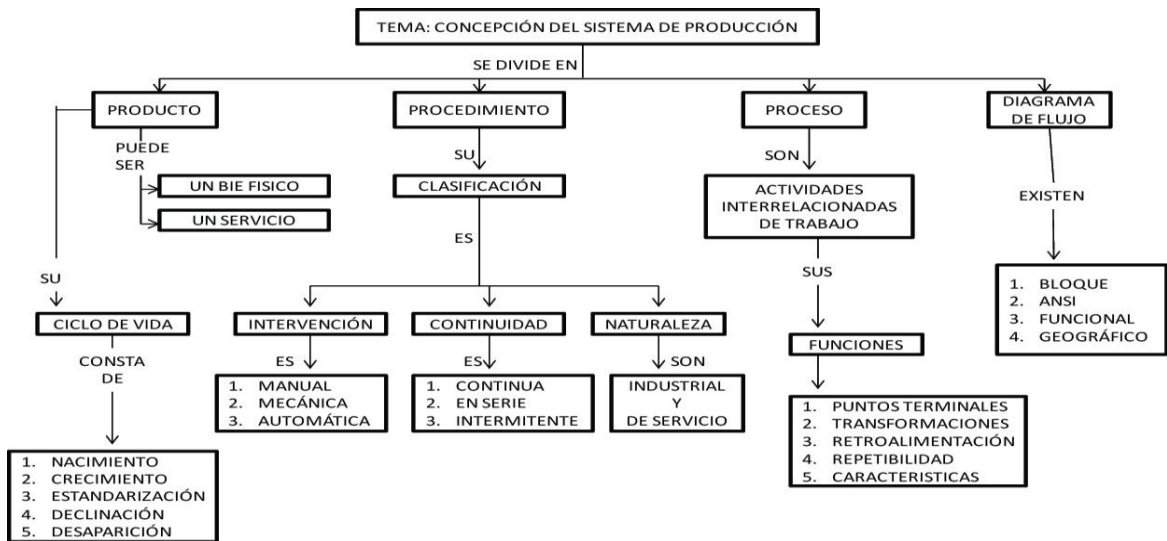 TEMA: CONCEPCIÓN DEL SISTEMA DE PRODUCCIÓN
SE DIVIDE EN
PRODUCTO
PROCEDIMIENTO
PROCESO
DIAGRAMA
DE FLUJO
PUEDE
SER
SU
SON
UN BIE FISICO
UN SERVICIO
CLASIFICACIÓN
ACTIVIDADES
INTERRELACIONADAS
DE TRABAJO
EXISTEN
ES
SU
SUS
1. BLOQUE
2. ANSI
3. FUNCIONAL
4. GEOGRÁFICO
CICLO DE VIDA
INTERVENCIÓN
CONTINUIDAD
NATURALEZA
FUNCIONES
CONSTA
DE
ES
ES
SON
1. MANUAL
2. MECÁNICA
3. AUTOMÁTICA
1. CONTINUA
2. EN SERIE
3. INTERMITENTE
INDUSTRIAL
Y
DE SERVICIO
1. PUNTOS TERMINALES
2. TRANSFORMACIONES
3. RETROALIMENTACIÓN
4. REPETIBILIDAD
5. CARACTERISTICAS
1. NACIMIENTO
2. CRECIMIENTO
3. ESTANDARIZACIÓN
4. DECLINACIÓN
5. DESAPARICIÓN